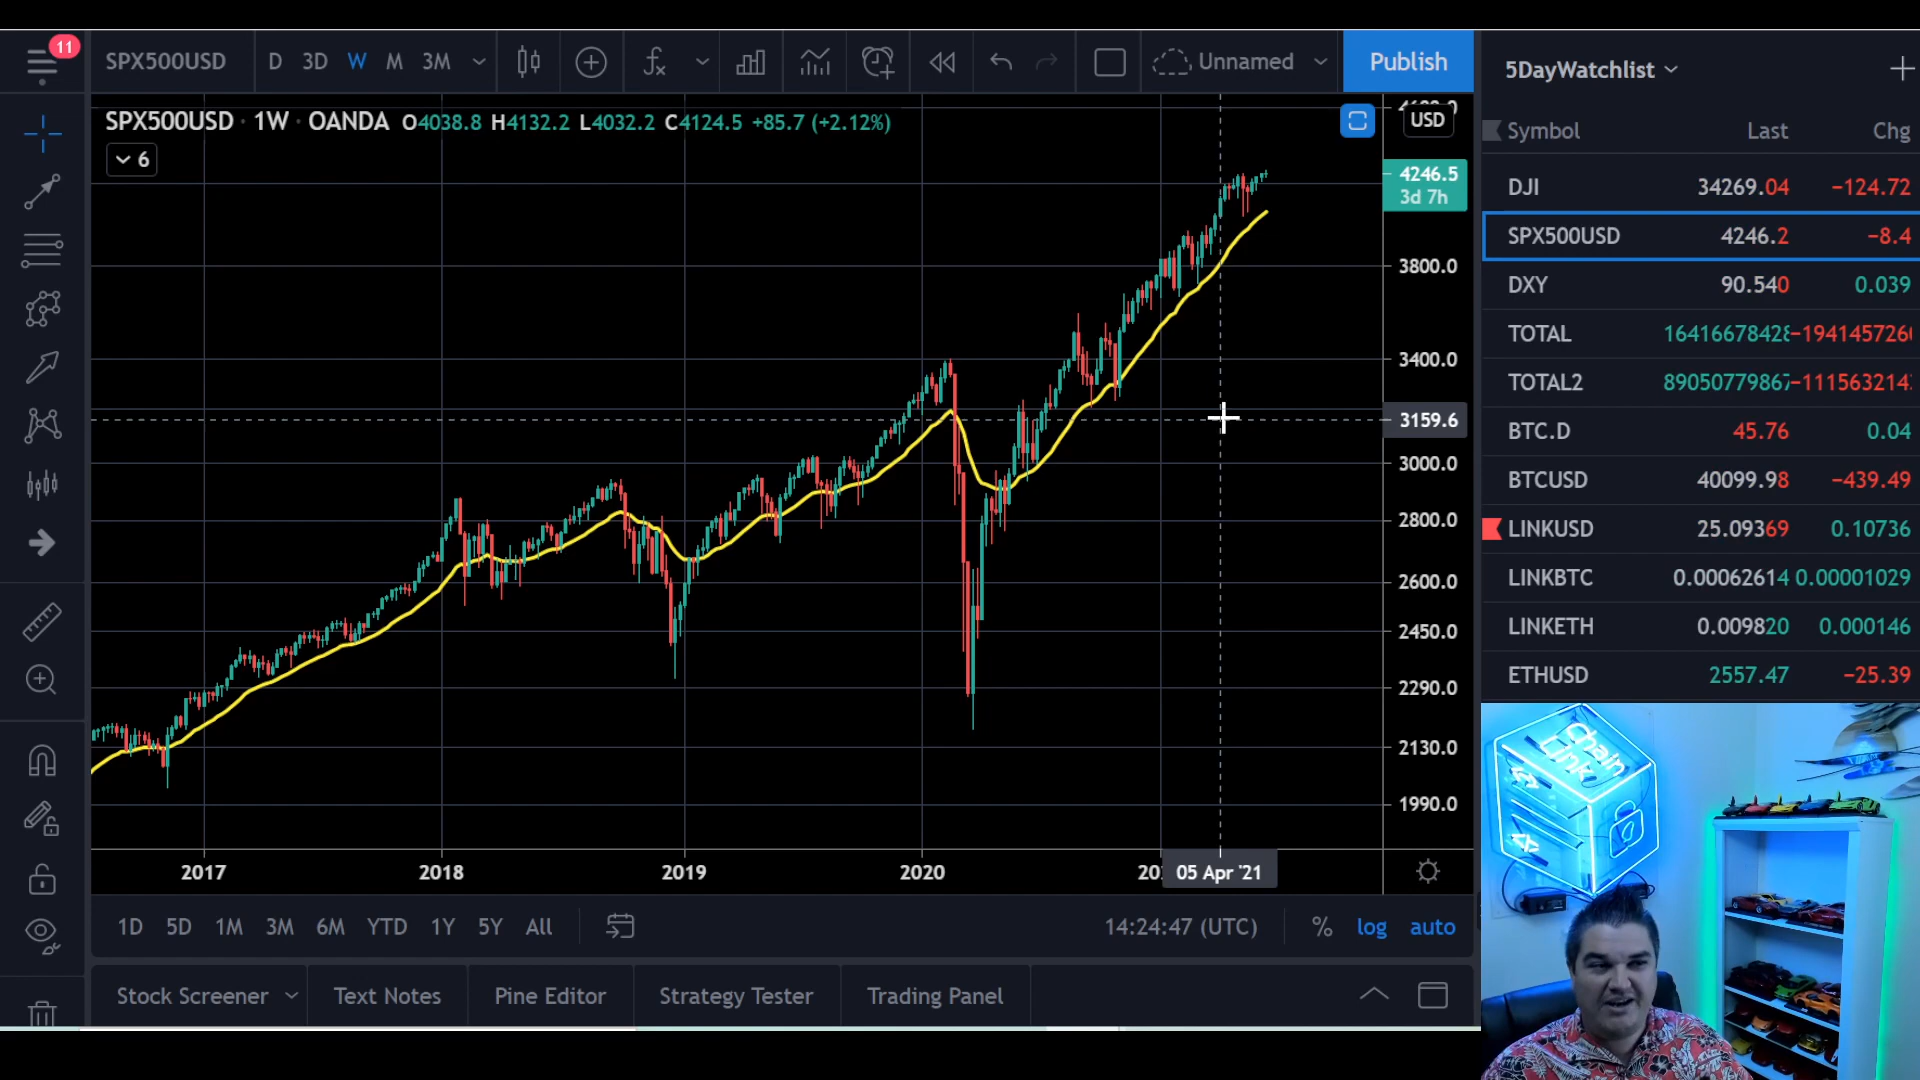 11
SPX500USD D 3D W M 3M Unnamed Publish
5DayWatchlist
SPX500USD · 1W · OANDA O4038.8 H4132.2 L4032.2 C4124.5 +85.7 (+2.12%)
6
USD
4246.5
3d 7h
3800.0
3400.0
3159.6
3000.0
2800.0
2600.0
2450.0
2290.0
2130.0
1990.0
2017 2018 2019 2020 05 Apr '21
1D 5D 1M 3M 6M YTD 1Y 5Y All 14:24:47 (UTC) % log auto
Stock Screener Text Notes Pine Editor Strategy Tester Trading Panel
Symbol Last Chg
DJI 34269.04 −124.72
SPX500USD 4246.2 −8.4
DXY 90.540 0.039
TOTAL 16416678428 −1941457260
TOTAL2 89050779867 −1115632143
BTC.D 45.76 0.04
BTCUSD 40099.98 −439.49
LINKUSD 25.09369 0.10736
LINKBTC 0.00062614 0.00001029
LINKETH 0.009820 0.000146
ETHUSD 2557.47 −25.39
Chain
Link